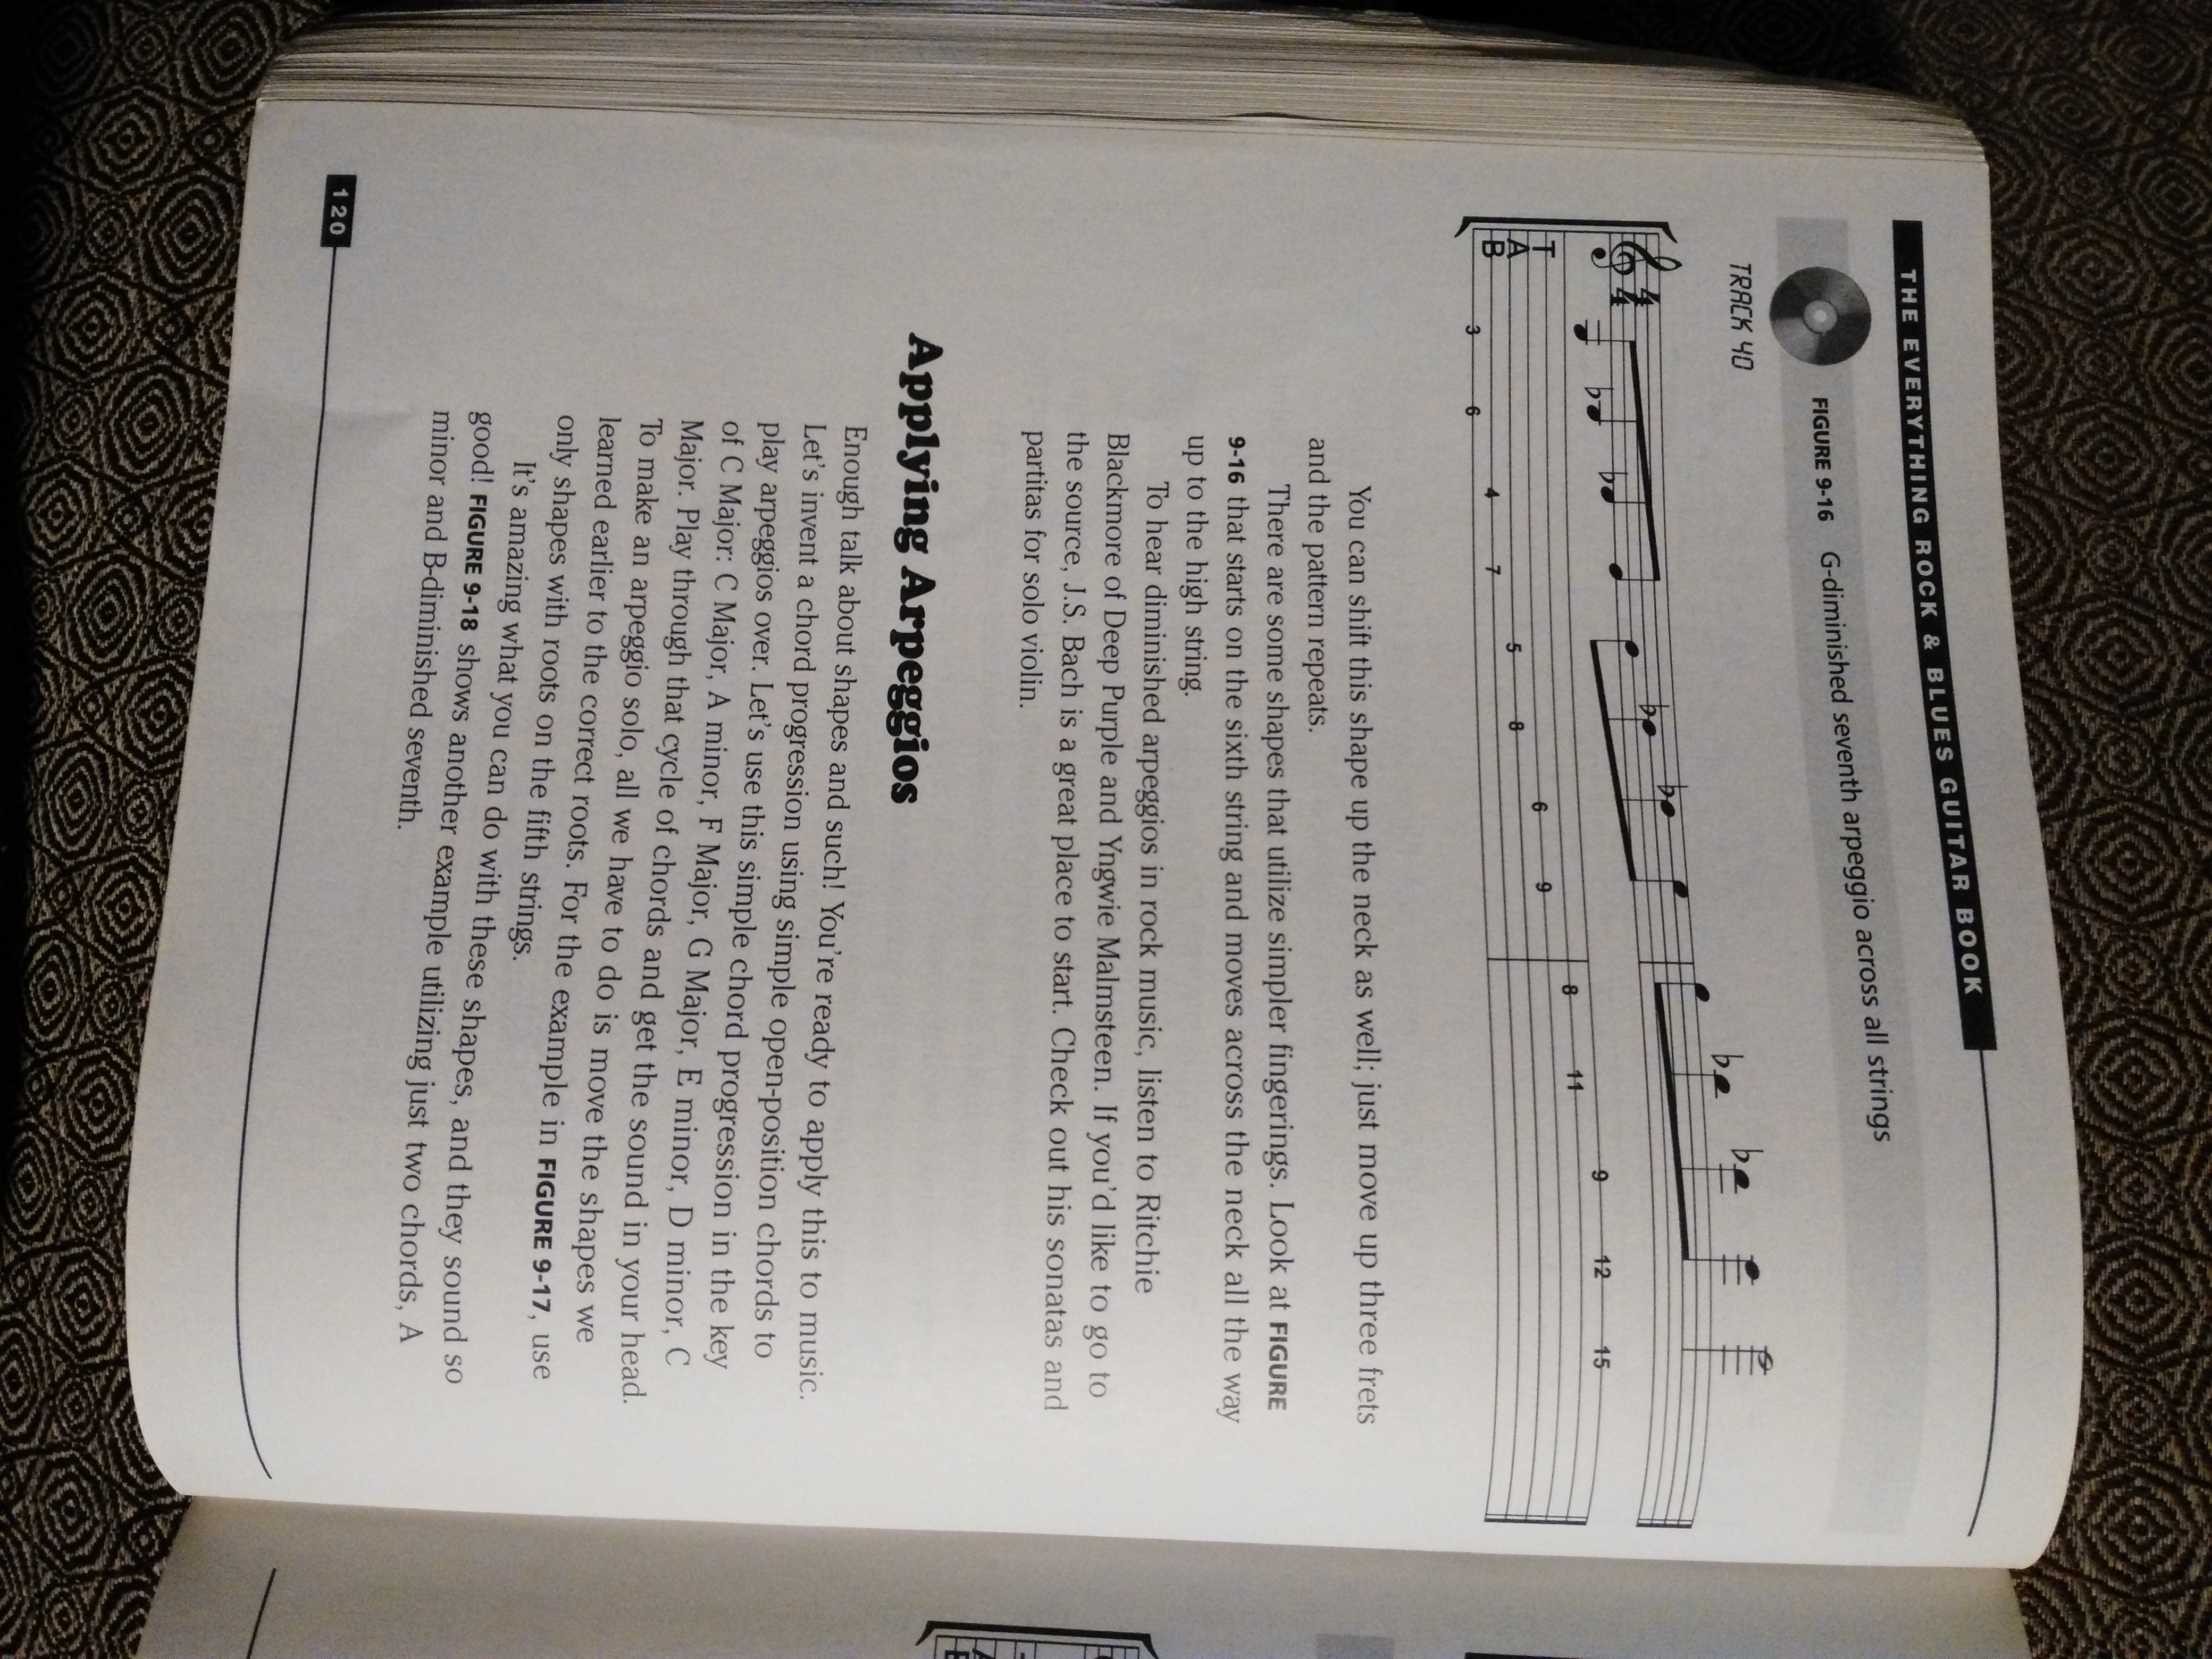 THE EVERYTHING ROCK & BLUES GUITAR BOOK
FIGURE 9-16 G-diminished seventh arpeggio across all strings
TRACK 40
4
4
T
A
B
3 6 4 7 5 8 6 9 8 11 9 12 15
You can shift this shape up the neck as well; just move up three frets
and the pattern repeats.
There are some shapes that utilize simpler fingerings. Look at FIGURE
9-16 that starts on the sixth string and moves across the neck all the way
up to the high string.
To hear diminished arpeggios in rock music, listen to Ritchie
Blackmore of Deep Purple and Yngwie Malmsteen. If you'd like to go to
the source, J.S. Bach is a great place to start. Check out his sonatas and
partitas for solo violin.
Applying Arpeggios
Enough talk about shapes and such! You're ready to apply this to music.
Let's invent a chord progression using simple open-position chords to
play arpeggios over. Let's use this simple chord progression in the key
of C Major: C Major, A minor, F Major, G Major, E minor, D minor, C
Major. Play through that cycle of chords and get the sound in your head.
To make an arpeggio solo, all we have to do is move the shapes we
learned earlier to the correct roots. For the example in FIGURE 9-17, use
only shapes with roots on the fifth strings.
It's amazing what you can do with these shapes, and they sound so
good! FIGURE 9-18 shows another example utilizing just two chords, A
minor and B-diminished seventh.
120